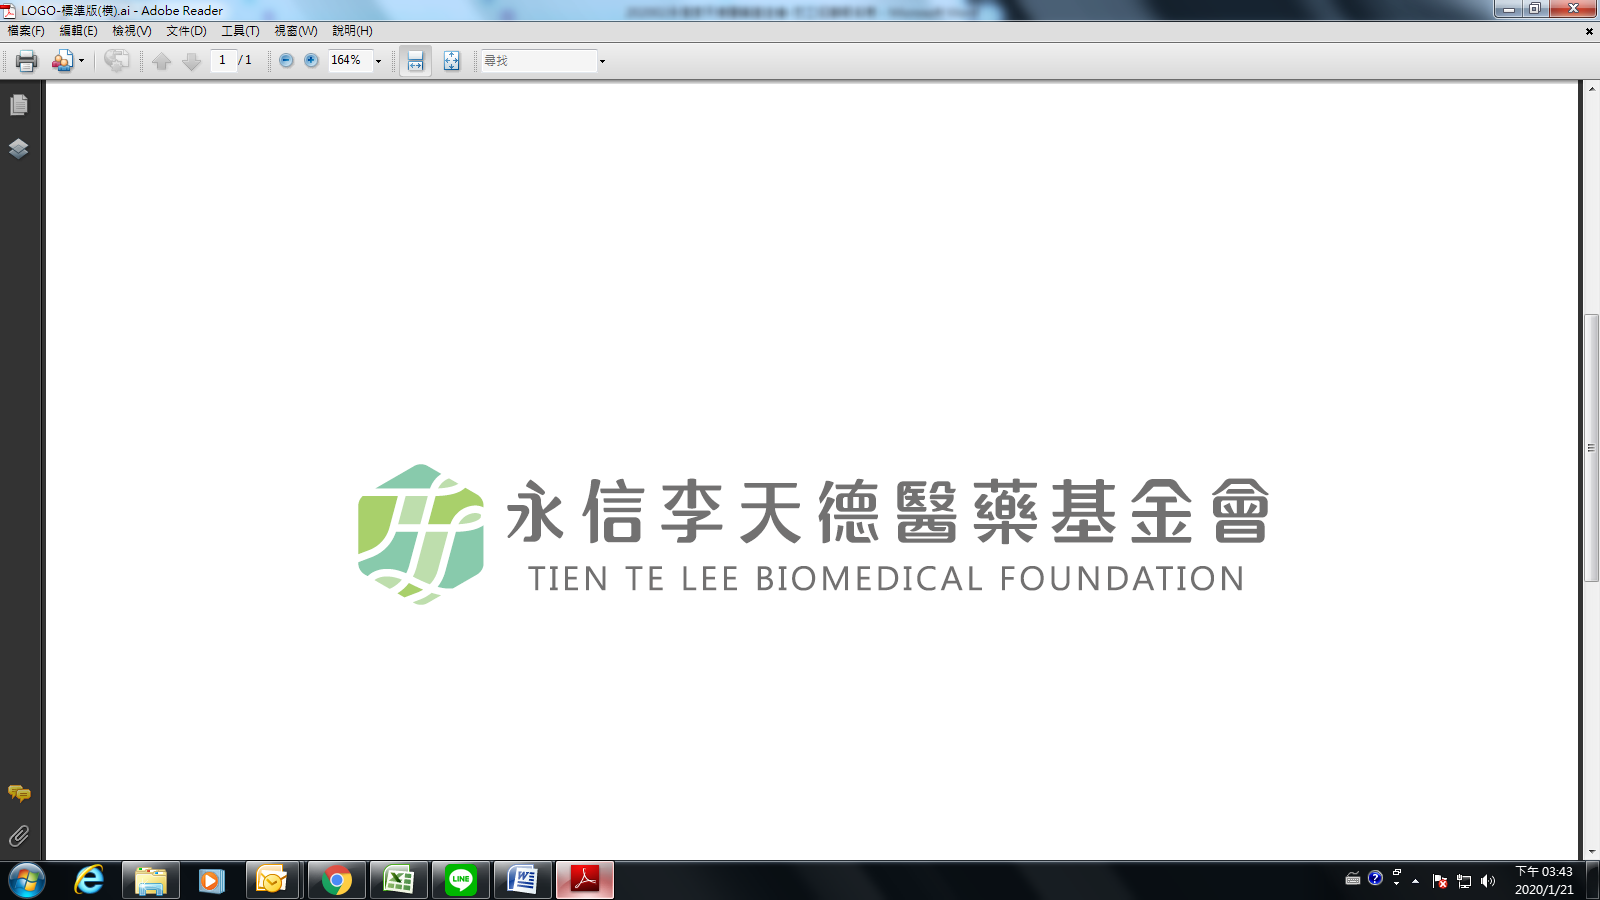 LOGO-標準版(横).ai - Adobe Reader
檔案(F) 編輯(E) 檢視(V) 文件(D) 工具(T) 視窗(W) 說明(H)
1 / 1 164% 尋找
永信李天德醫藥基金會
TIEN TE LEE BIOMEDICAL FOUNDATION
LINE
下午 03:43
2020/1/21